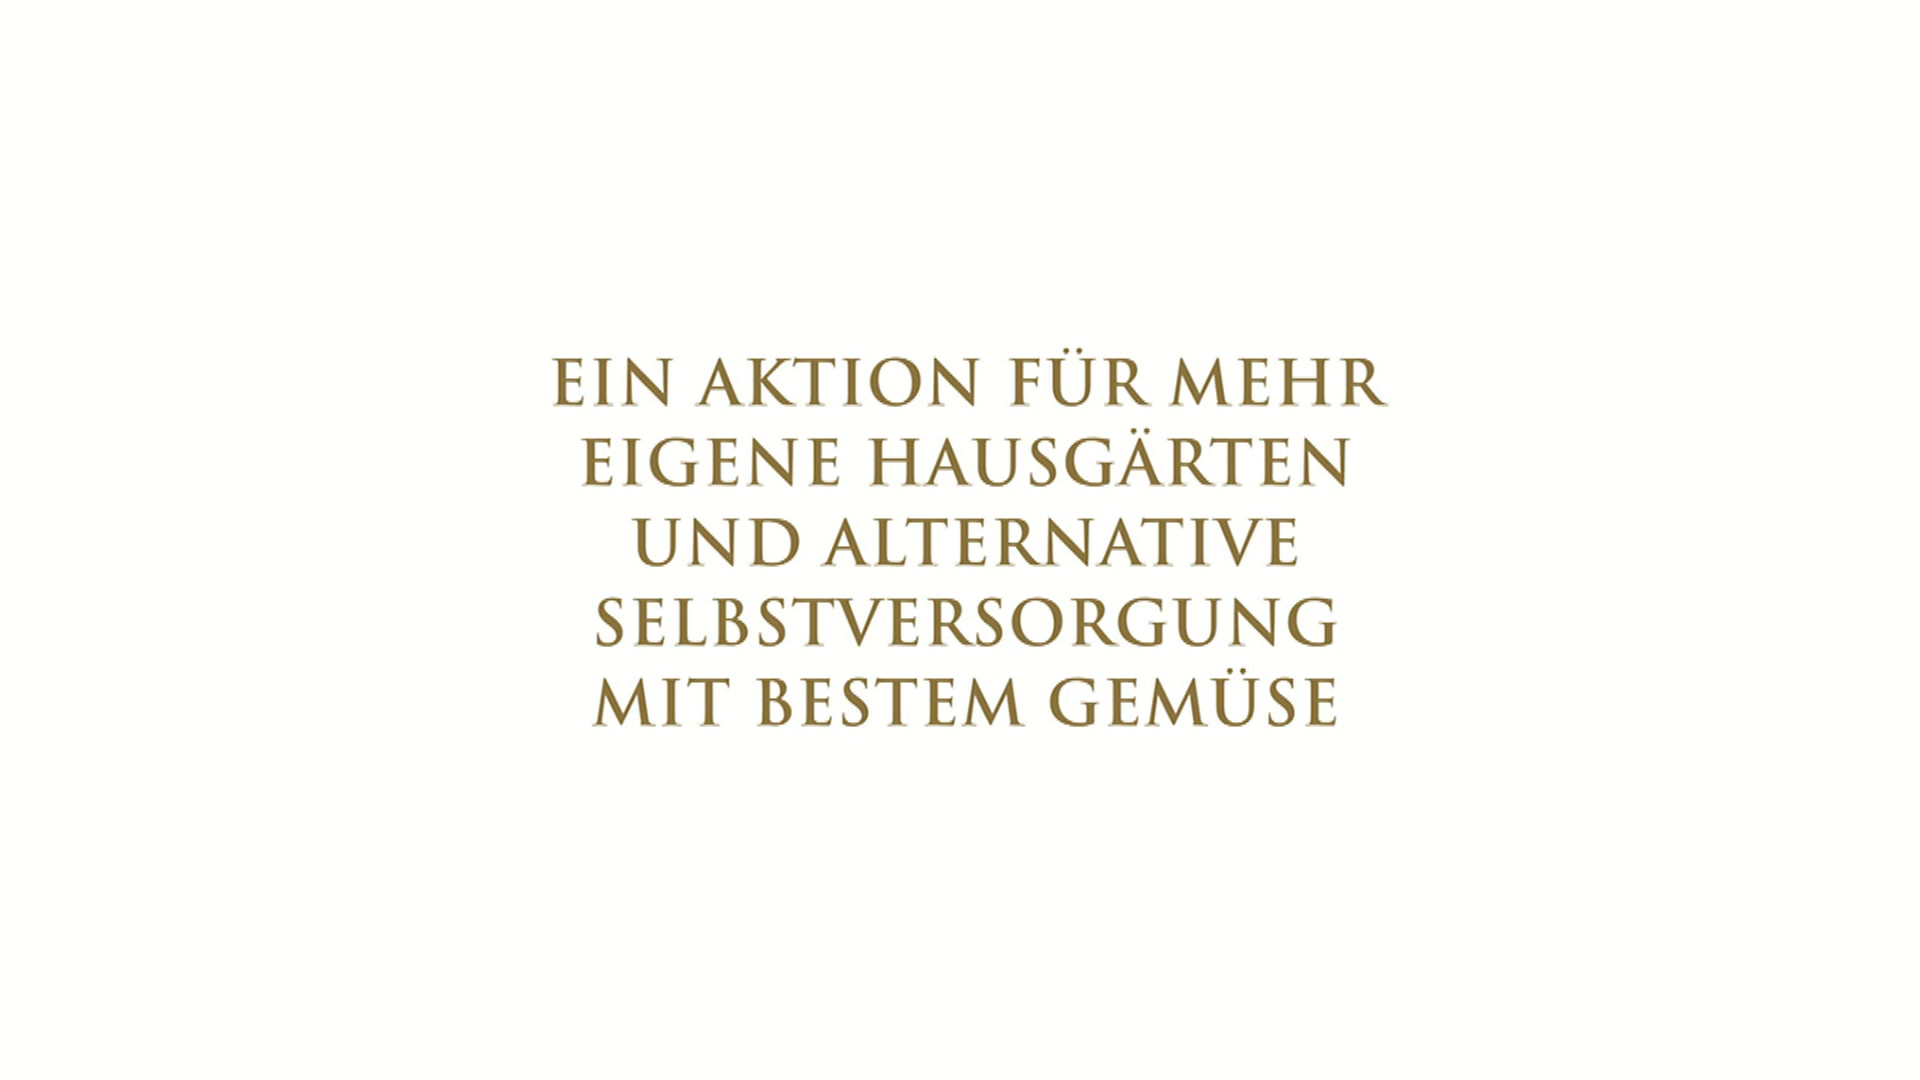 EIN AKTION FÜR MEHR
EIGENE HAUSGÄRTEN
UND ALTERNATIVE
SELBSTVERSORGUNG
MIT BESTEM GEMÜSE